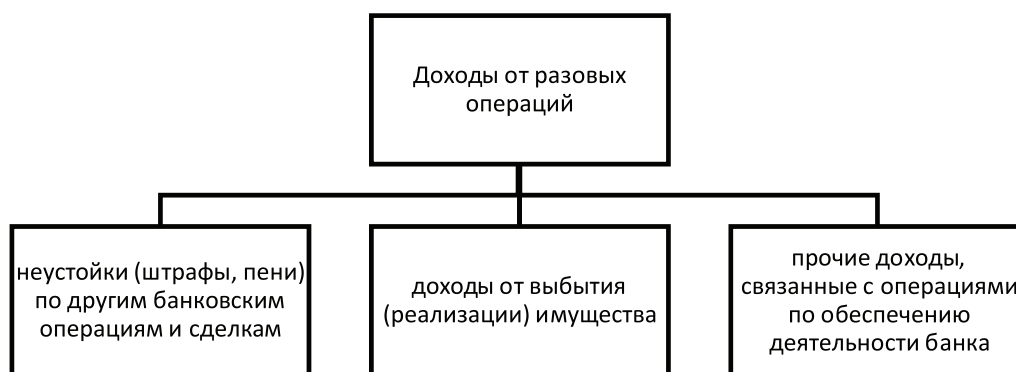 Доходы от разовых
операций
неустойки (штрафы, пени)
по другим банковским
операциям и сделкам
доходы от выбытия
(реализации) имущества
прочие доходы,
связанные с операциями
по обеспечению
деятельности банка